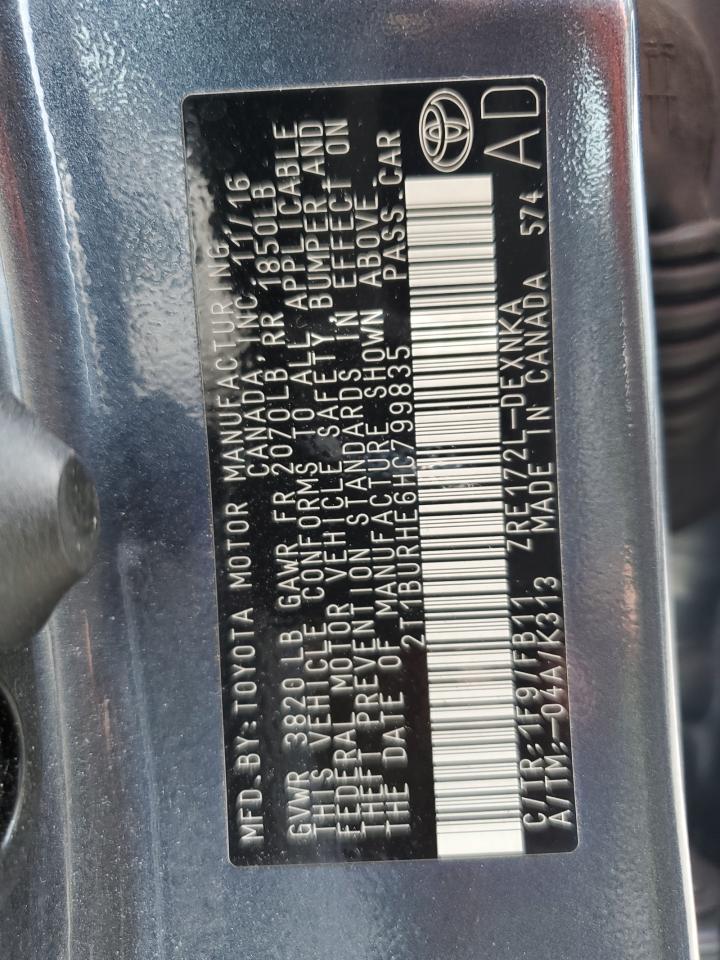 MFD. BY: TOYOTA MOTOR MANUFACTURING
CANADA, INC. 11/16
GVWR 3820 LB GAWR FR 2070 LB RR 1850LB
THIS VEHICLE CONFORMS TO ALL APPLICABLE
FEDERAL MOTOR VEHICLE SAFETY, BUMPER AND
THEFT PREVENTION STANDARDS IN EFFECT ON
THE DATE OF MANUFACTURE SHOWN ABOVE.
2T1BURHE6HC799835 PASS. CAR
C/TR: 1F9/FB11 ZRE172L-DEXNKA
A/TM: -04A/K313 MADE IN CANADA 574
AD